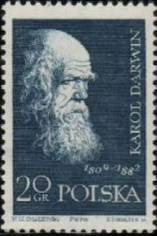 KAROL DARWIN
1809-1882
20 GR. POLSKA